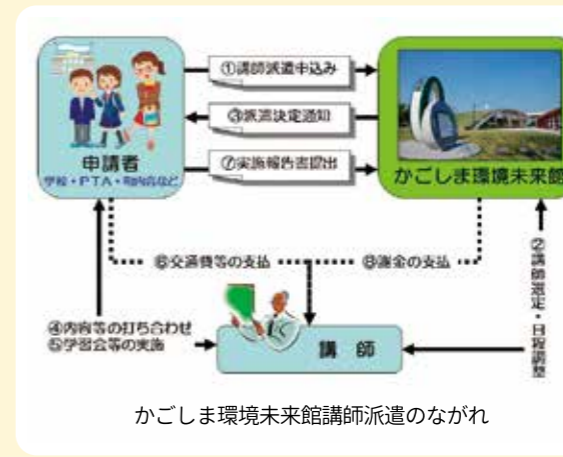 ①講師派遣申込み
③派遣決定通知
⑦実施報告書提出
申請者
学校・PTA・町内会など
かごしま環境未来館
⑥交通費等の支払
⑧謝金の支払
②講師選定・日程調整
④内容等の打ち合わせ
⑤学習会等の実施
講師
かごしま環境未来館講師派遣のながれ